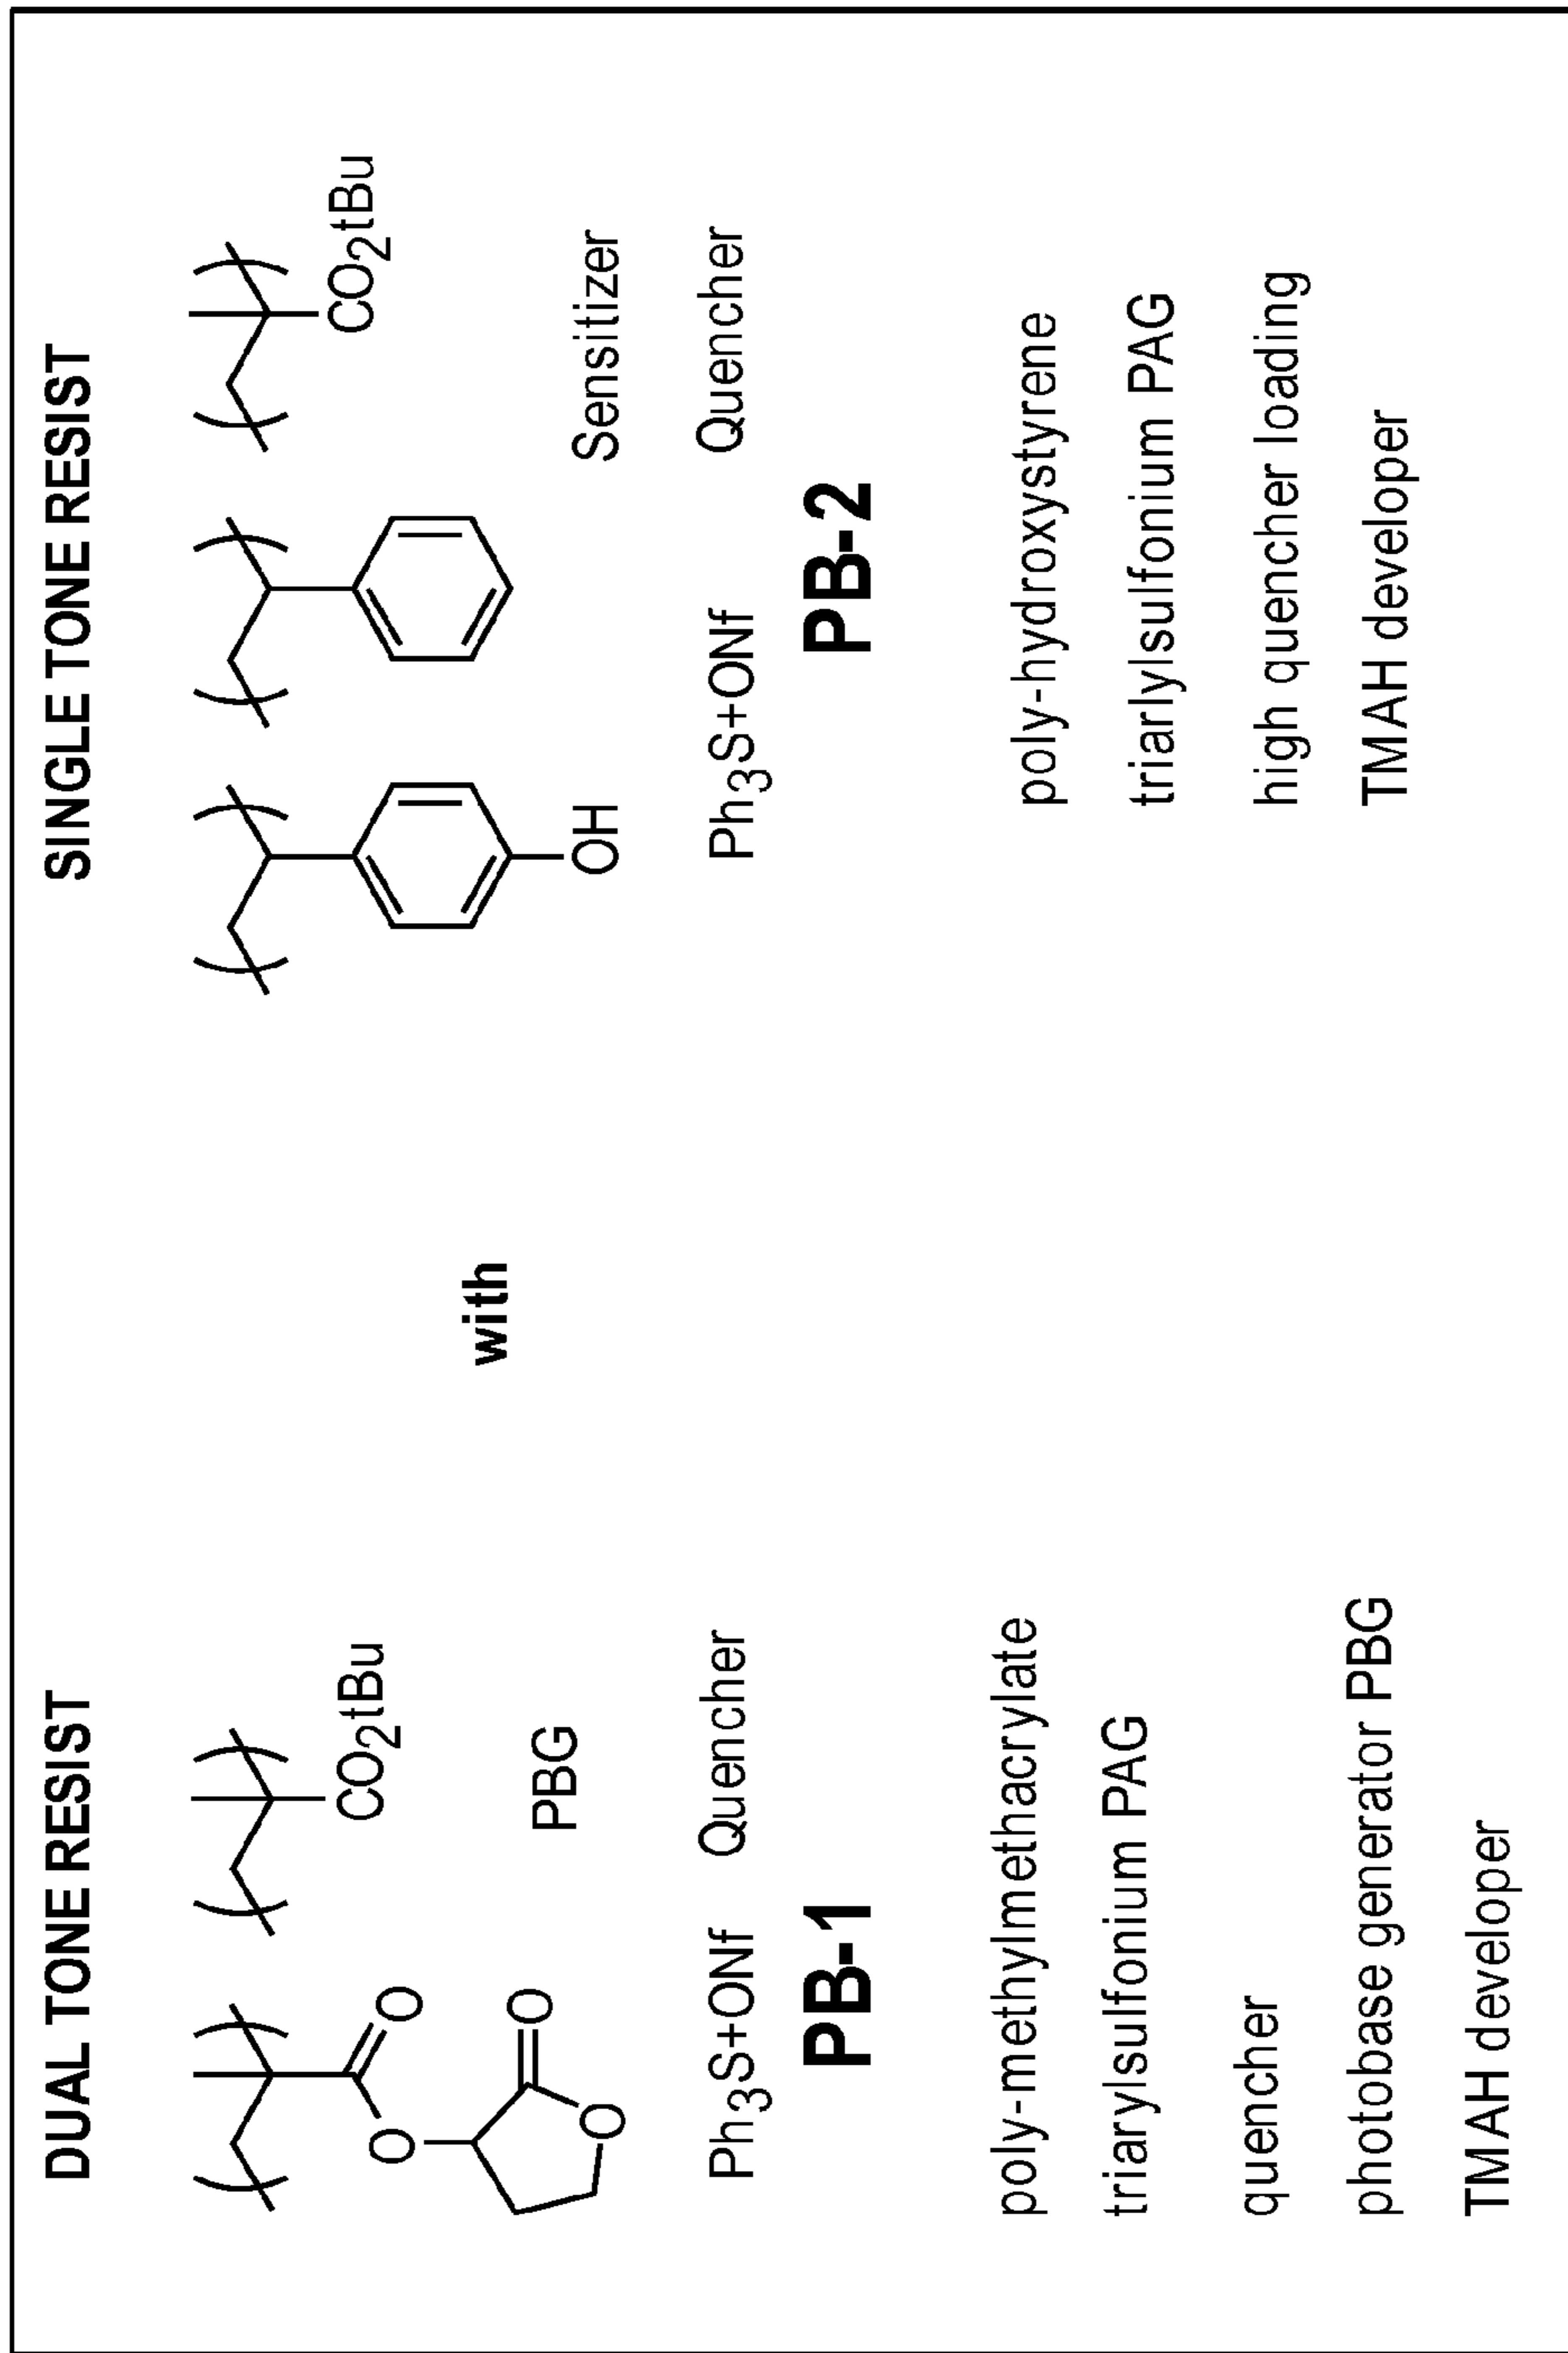 DUAL TONE RESIST
O
O
O
O
CO2tBu
PBG
Ph3S+ONf Quencher
PB-1
poly-methylmethacrylate
triarylsulfonium PAG
quencher
photobase generator PBG
TMAH developer
with
SINGLE TONE RESIST
OH
CO2tBu
Sensitizer
Ph3S+ONf Quencher
PB-2
poly-hydroxystyrene
triarlylsulfonium PAG
high quencher loading
TMAH developer